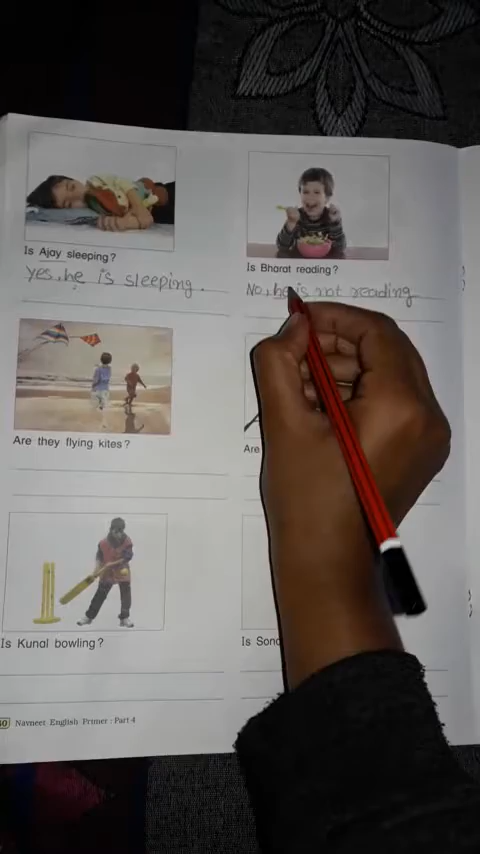 Is Ajay sleeping?
Yes, he is sleeping.
Is Bharat reading?
No, he is not reading
Are they flying kites?
Are
Is Kunal bowling?
Is
Navneet English Primer : Part 4